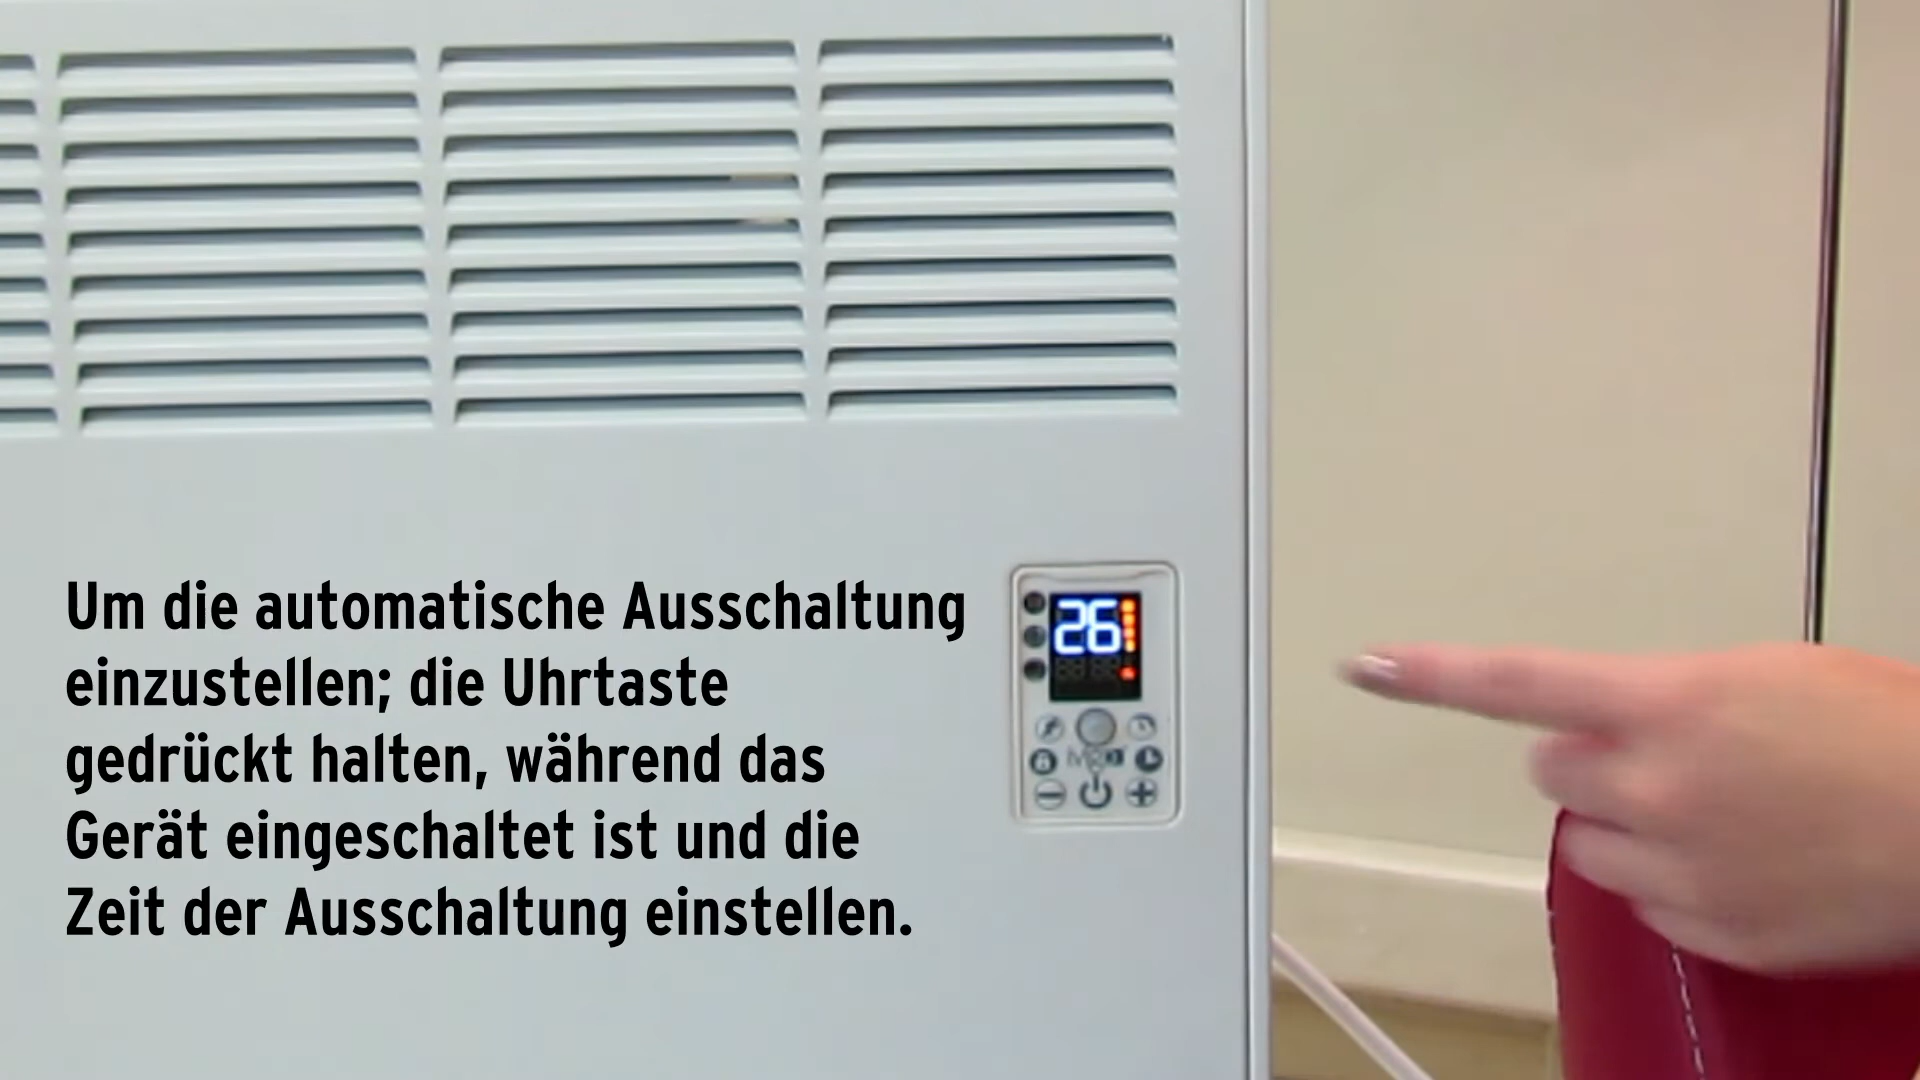 Um die automatische Ausschaltung
einzustellen; die Uhrtaste
gedrückt halten, während das
Gerät eingeschaltet ist und die
Zeit der Ausschaltung einstellen.
26